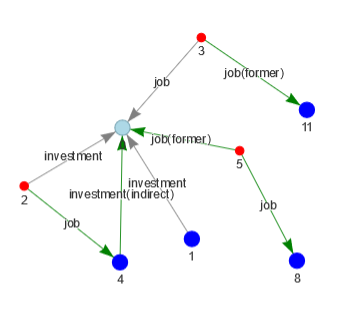 3
job(former)
job
11
job(former)
investment
5
investment
investment(indirect)
2
job
job
1
4
8